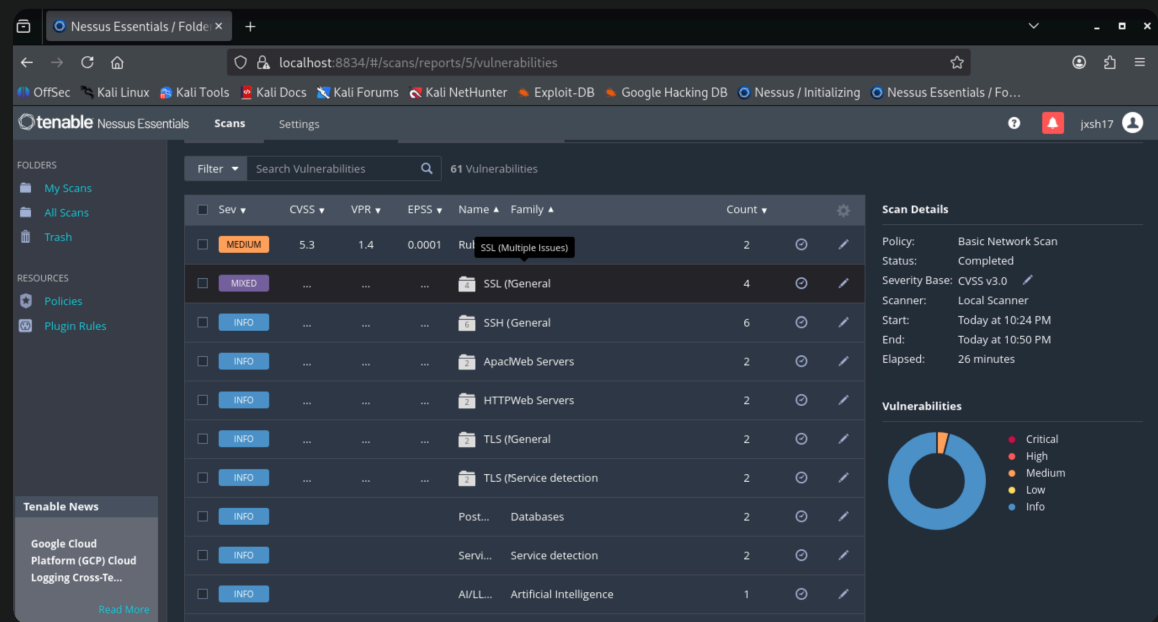 Nessus Essentials / Folde
localhost:8834/#/scans/reports/5/vulnerabilities
OffSec Kali Linux Kali Tools Kali Docs Kali Forums Kali NetHunter Exploit-DB Google Hacking DB Nessus / Initializing Nessus Essentials / Fo...
tenable Nessus Essentials Scans Settings ? jxsh17
FOLDERS
My Scans
All Scans
Trash
RESOURCES
Policies
Plugin Rules
Tenable News
Google Cloud
Platform (GCP) Cloud
Logging Cross-Te...
Read More
Filter Search Vulnerabilities 61 Vulnerabilities
Sev CVSS VPR EPSS Name Family Count
MEDIUM 5.3 1.4 0.0001 2
SSL (Multiple Issues)
MIXED ... ... ... 4 SSL ( General 4
INFO ... ... ... 6 SSH ( General 6
INFO ... ... ... 2 Apac Web Servers 2
INFO ... ... ... 2 HTTP Web Servers 2
INFO ... ... ... 2 TLS ( General 2
INFO ... ... ... 2 TLS ( Service detection 2
INFO Post... Databases 2
INFO Servi... Service detection 2
INFO AI/LL... Artificial Intelligence 1
Scan Details
Policy: Basic Network Scan
Status: Completed
Severity Base: CVSS v3.0
Scanner: Local Scanner
Start: Today at 10:24 PM
End: Today at 10:50 PM
Elapsed: 26 minutes
Vulnerabilities
Critical
High
Medium
Low
Info